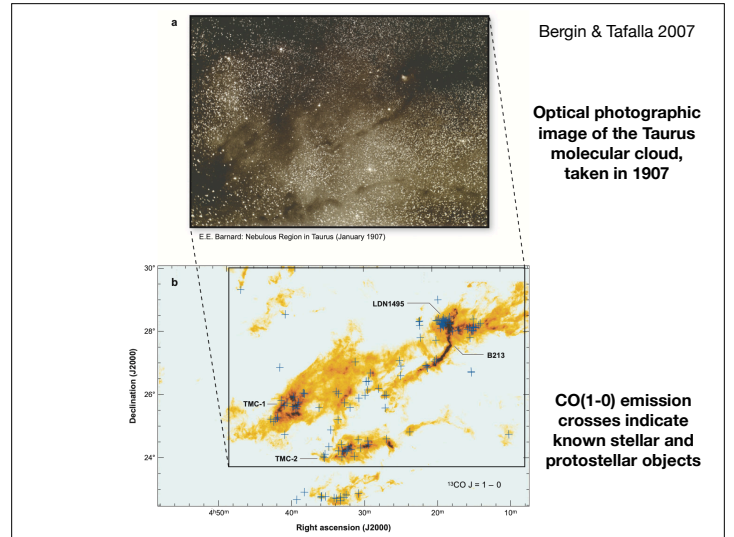 Bergin & Tafalla 2007
a
Optical photographic
image of the Taurus
molecular cloud,
taken in 1907
E.E. Barnard: Nebulous Region in Taurus (January 1907)
b
30°
28°
26°
24°
Declination (J2000)
LDN1495
B213
TMC-1
TMC-2
¹³CO J = 1 – 0
4ʰ50ᵐ 40ᵐ 30ᵐ 20ᵐ 10ᵐ
Right ascension (J2000)
CO(1-0) emission
crosses indicate
known stellar and
protostellar objects